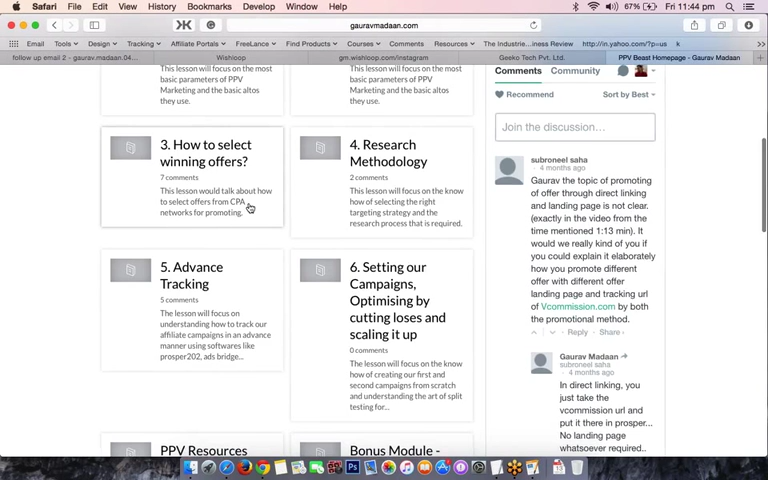 Safari File Edit View History Bookmarks Develop Window Help 67% Fri 11:44 pm
gauravmadaan.com
Email Tools Design Tracking Affiliate Portals FreeLance Find Products Courses Comments Resources The Industrie...iness Review http://in.yahoo.com/?p=us k
follow up email 2 - gaurav.madaan.04... Wishloop gm.wishloop.com/instagram Geeko Tech Pvt. Ltd. PPV Beast Homepage - Gaurav Madaan
This lesson will focus on the most
basic parameters of PPV
Marketing and the basic altos
they use.
This lesson will focus on the most
basic parameters of PPV
Marketing and the basic altos
they use.
3. How to select
winning offers?
7 comments
This lesson would talk about how
to select offers from CPA
networks for promoting.
4. Research
Methodology
2 comments
This lesson will focus on the know
how of selecting the right
targeting strategy and the
research process that is required.
5. Advance
Tracking
5 comments
The lesson will focus on
understanding how to track our
affiliate campaigns in an advance
manner using softwares like
prosper202, ads bridge...
6. Setting our
Campaigns,
Optimising by
cutting loses and
scaling it up
0 comments
The lesson will focus on the know
how of creating our first and
second campaigns from scratch
and understanding the art of split
testing for...
PPV Resources
Bonus Module -
Comments Community
Recommend Sort by Best
Join the discussion...
subroneel saha
4 months ago
Gaurav the topic of promoting
of offer through direct linking
and landing page is not clear.
(exactly in the video from the
time mentioned 1:13 min). It
would we really kind of you if
you could explain it elaborately
how you promote different
offer with different offer
landing page and tracking url
of Vcommission.com by both
the promotional method.
Reply Share ›
Gaurav Madaan
subroneel saha
4 months ago
In direct linking, you
just take the
vcommission url and
put it there in prosper...
No landing page
whatsoever required..